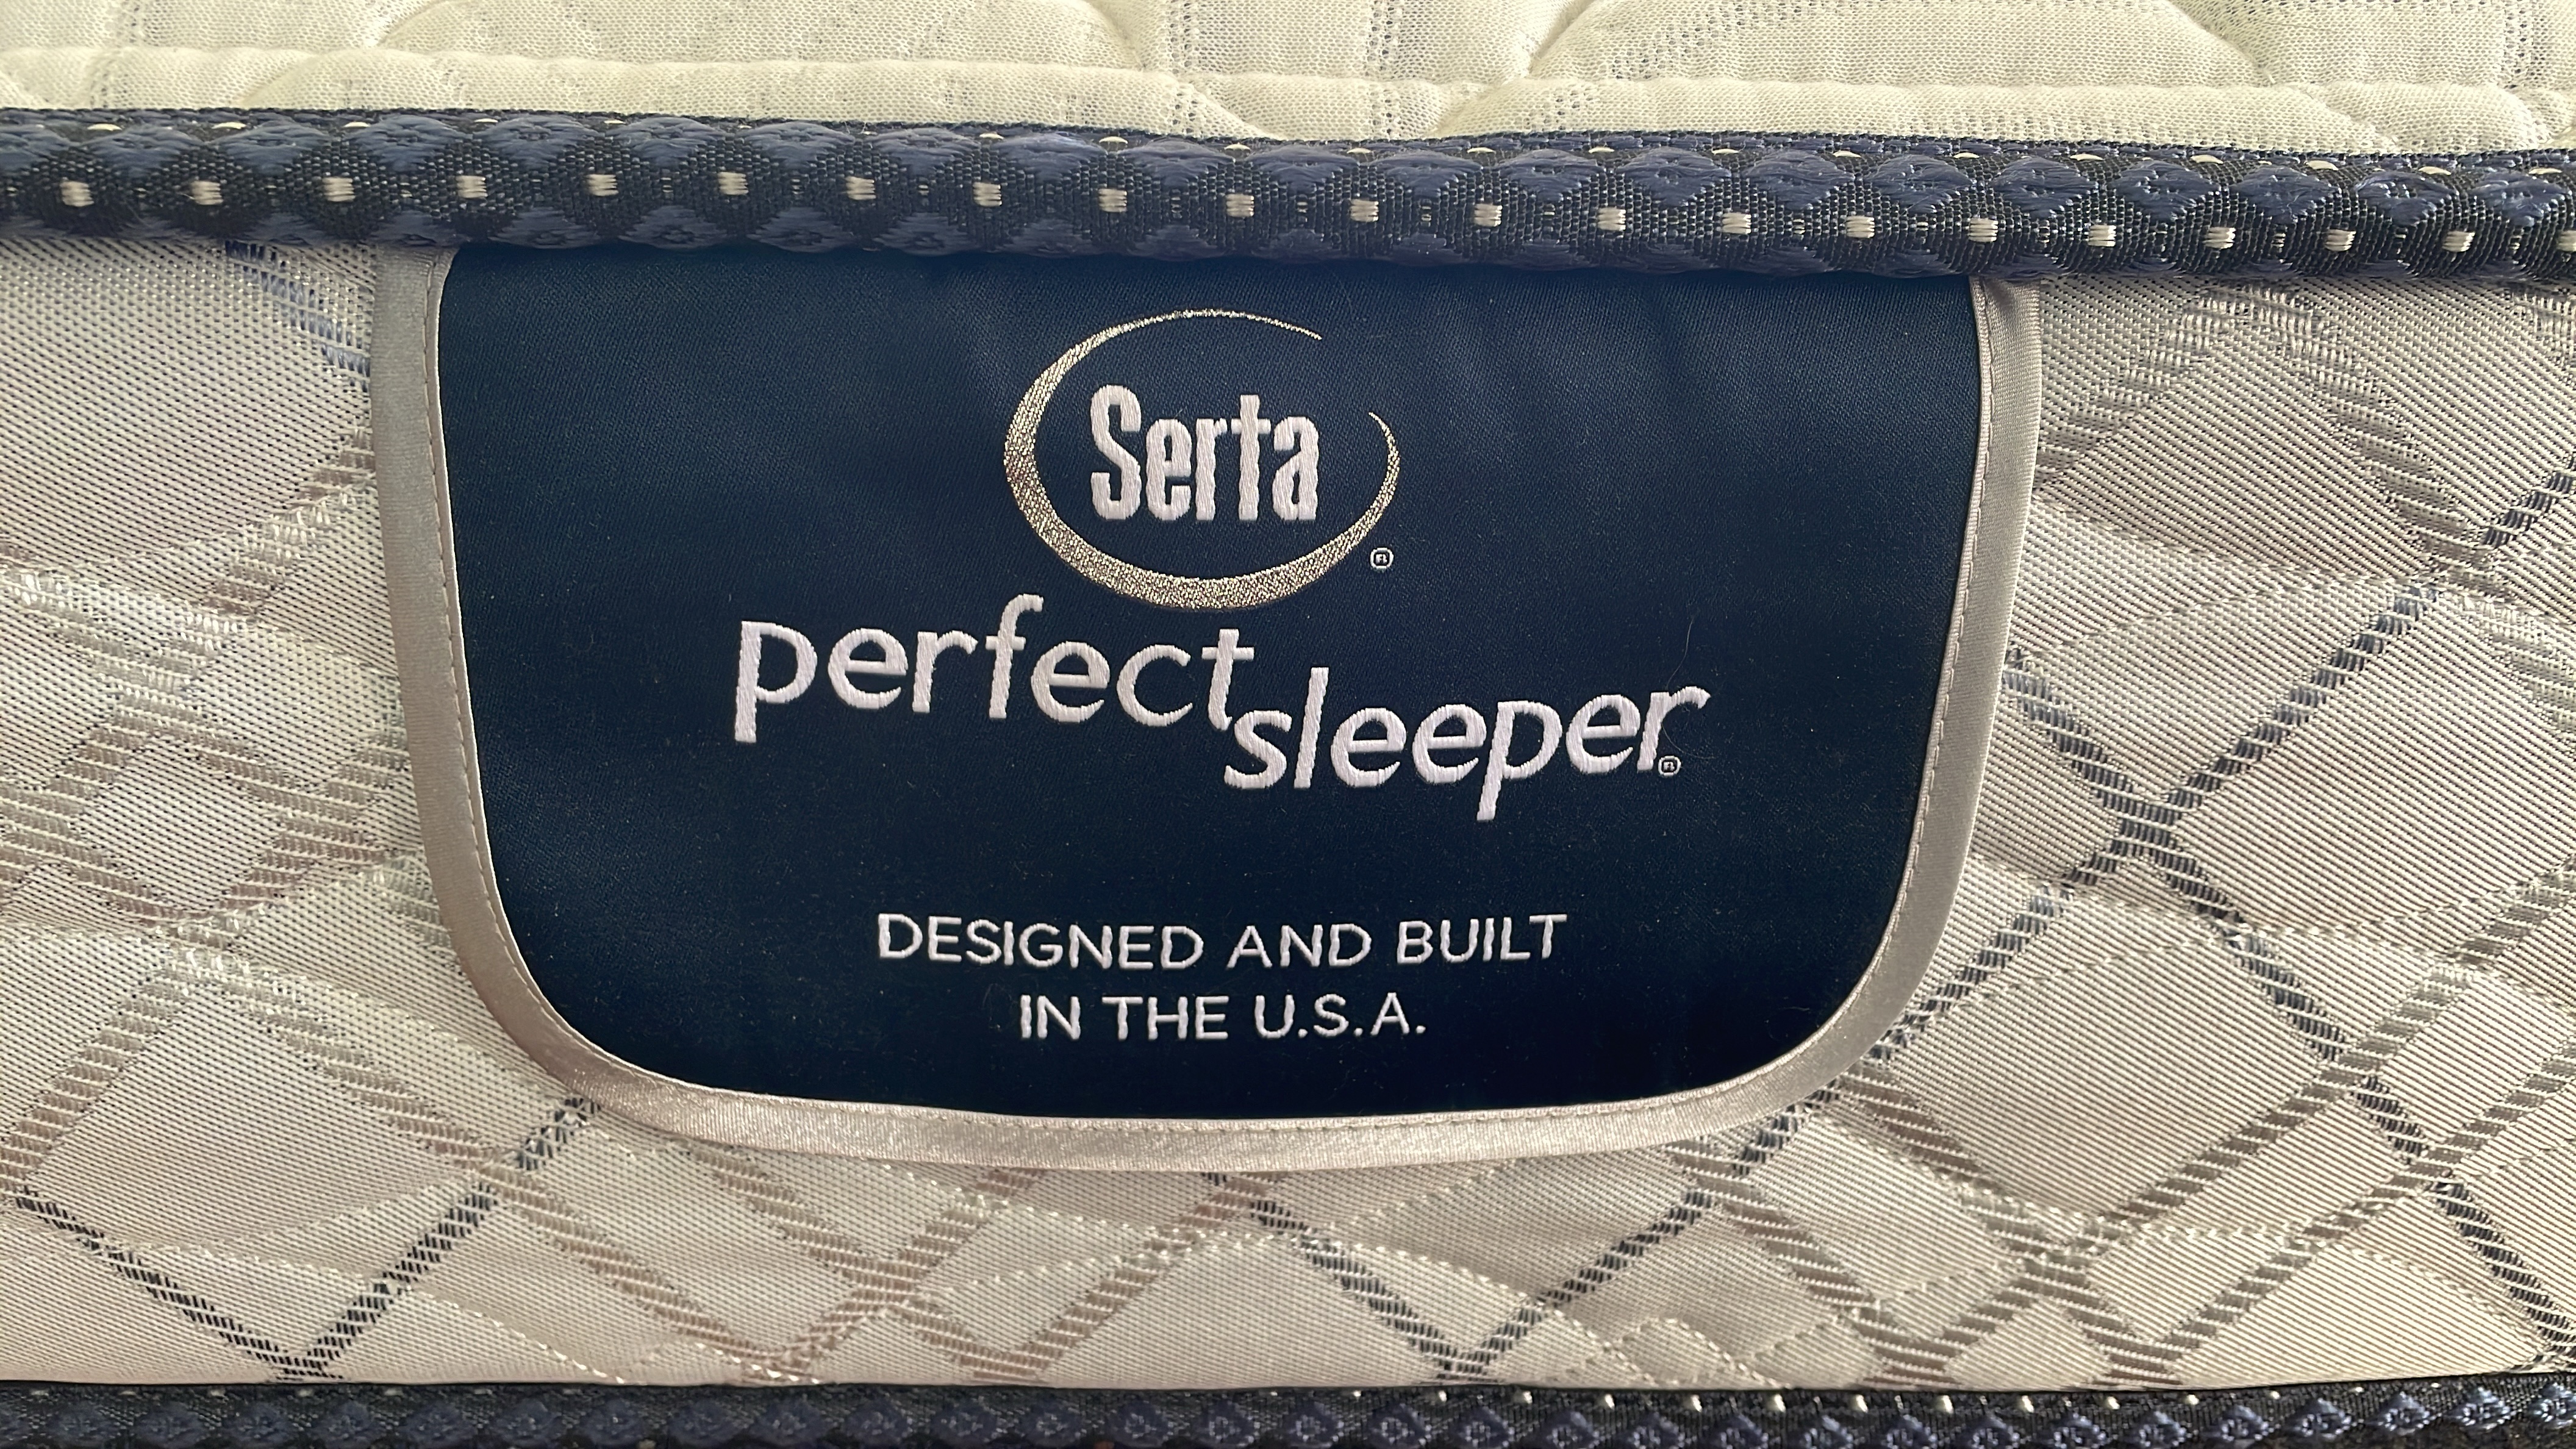 Serta®
perfect
sleeper®
DESIGNED AND BUILT
IN THE U.S.A.